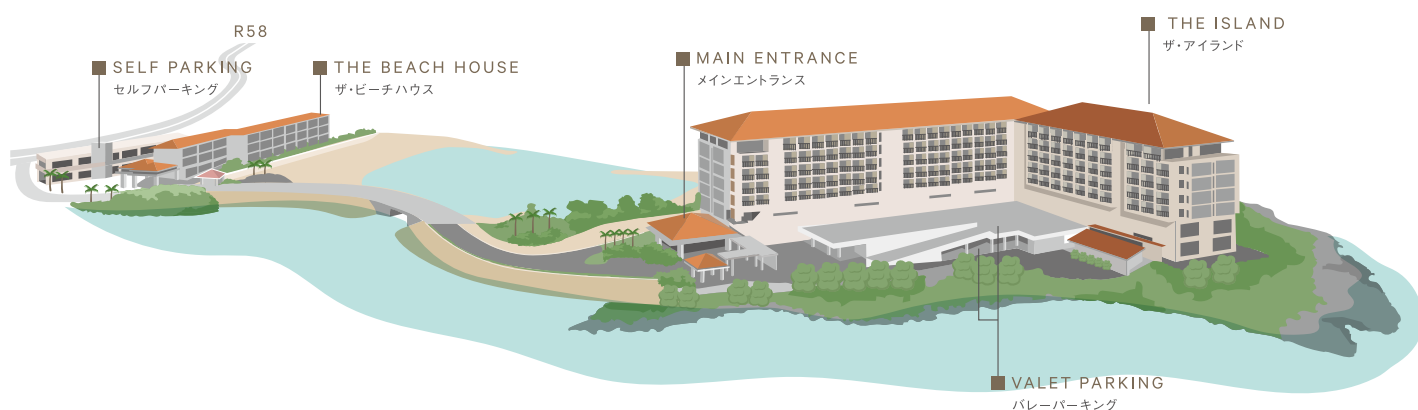 R58
SELF PARKING
セルフパーキング
THE BEACH HOUSE
ザ・ビーチハウス
MAIN ENTRANCE
メインエントランス
THE ISLAND
ザ・アイランド
VALET PARKING
バレーパーキング